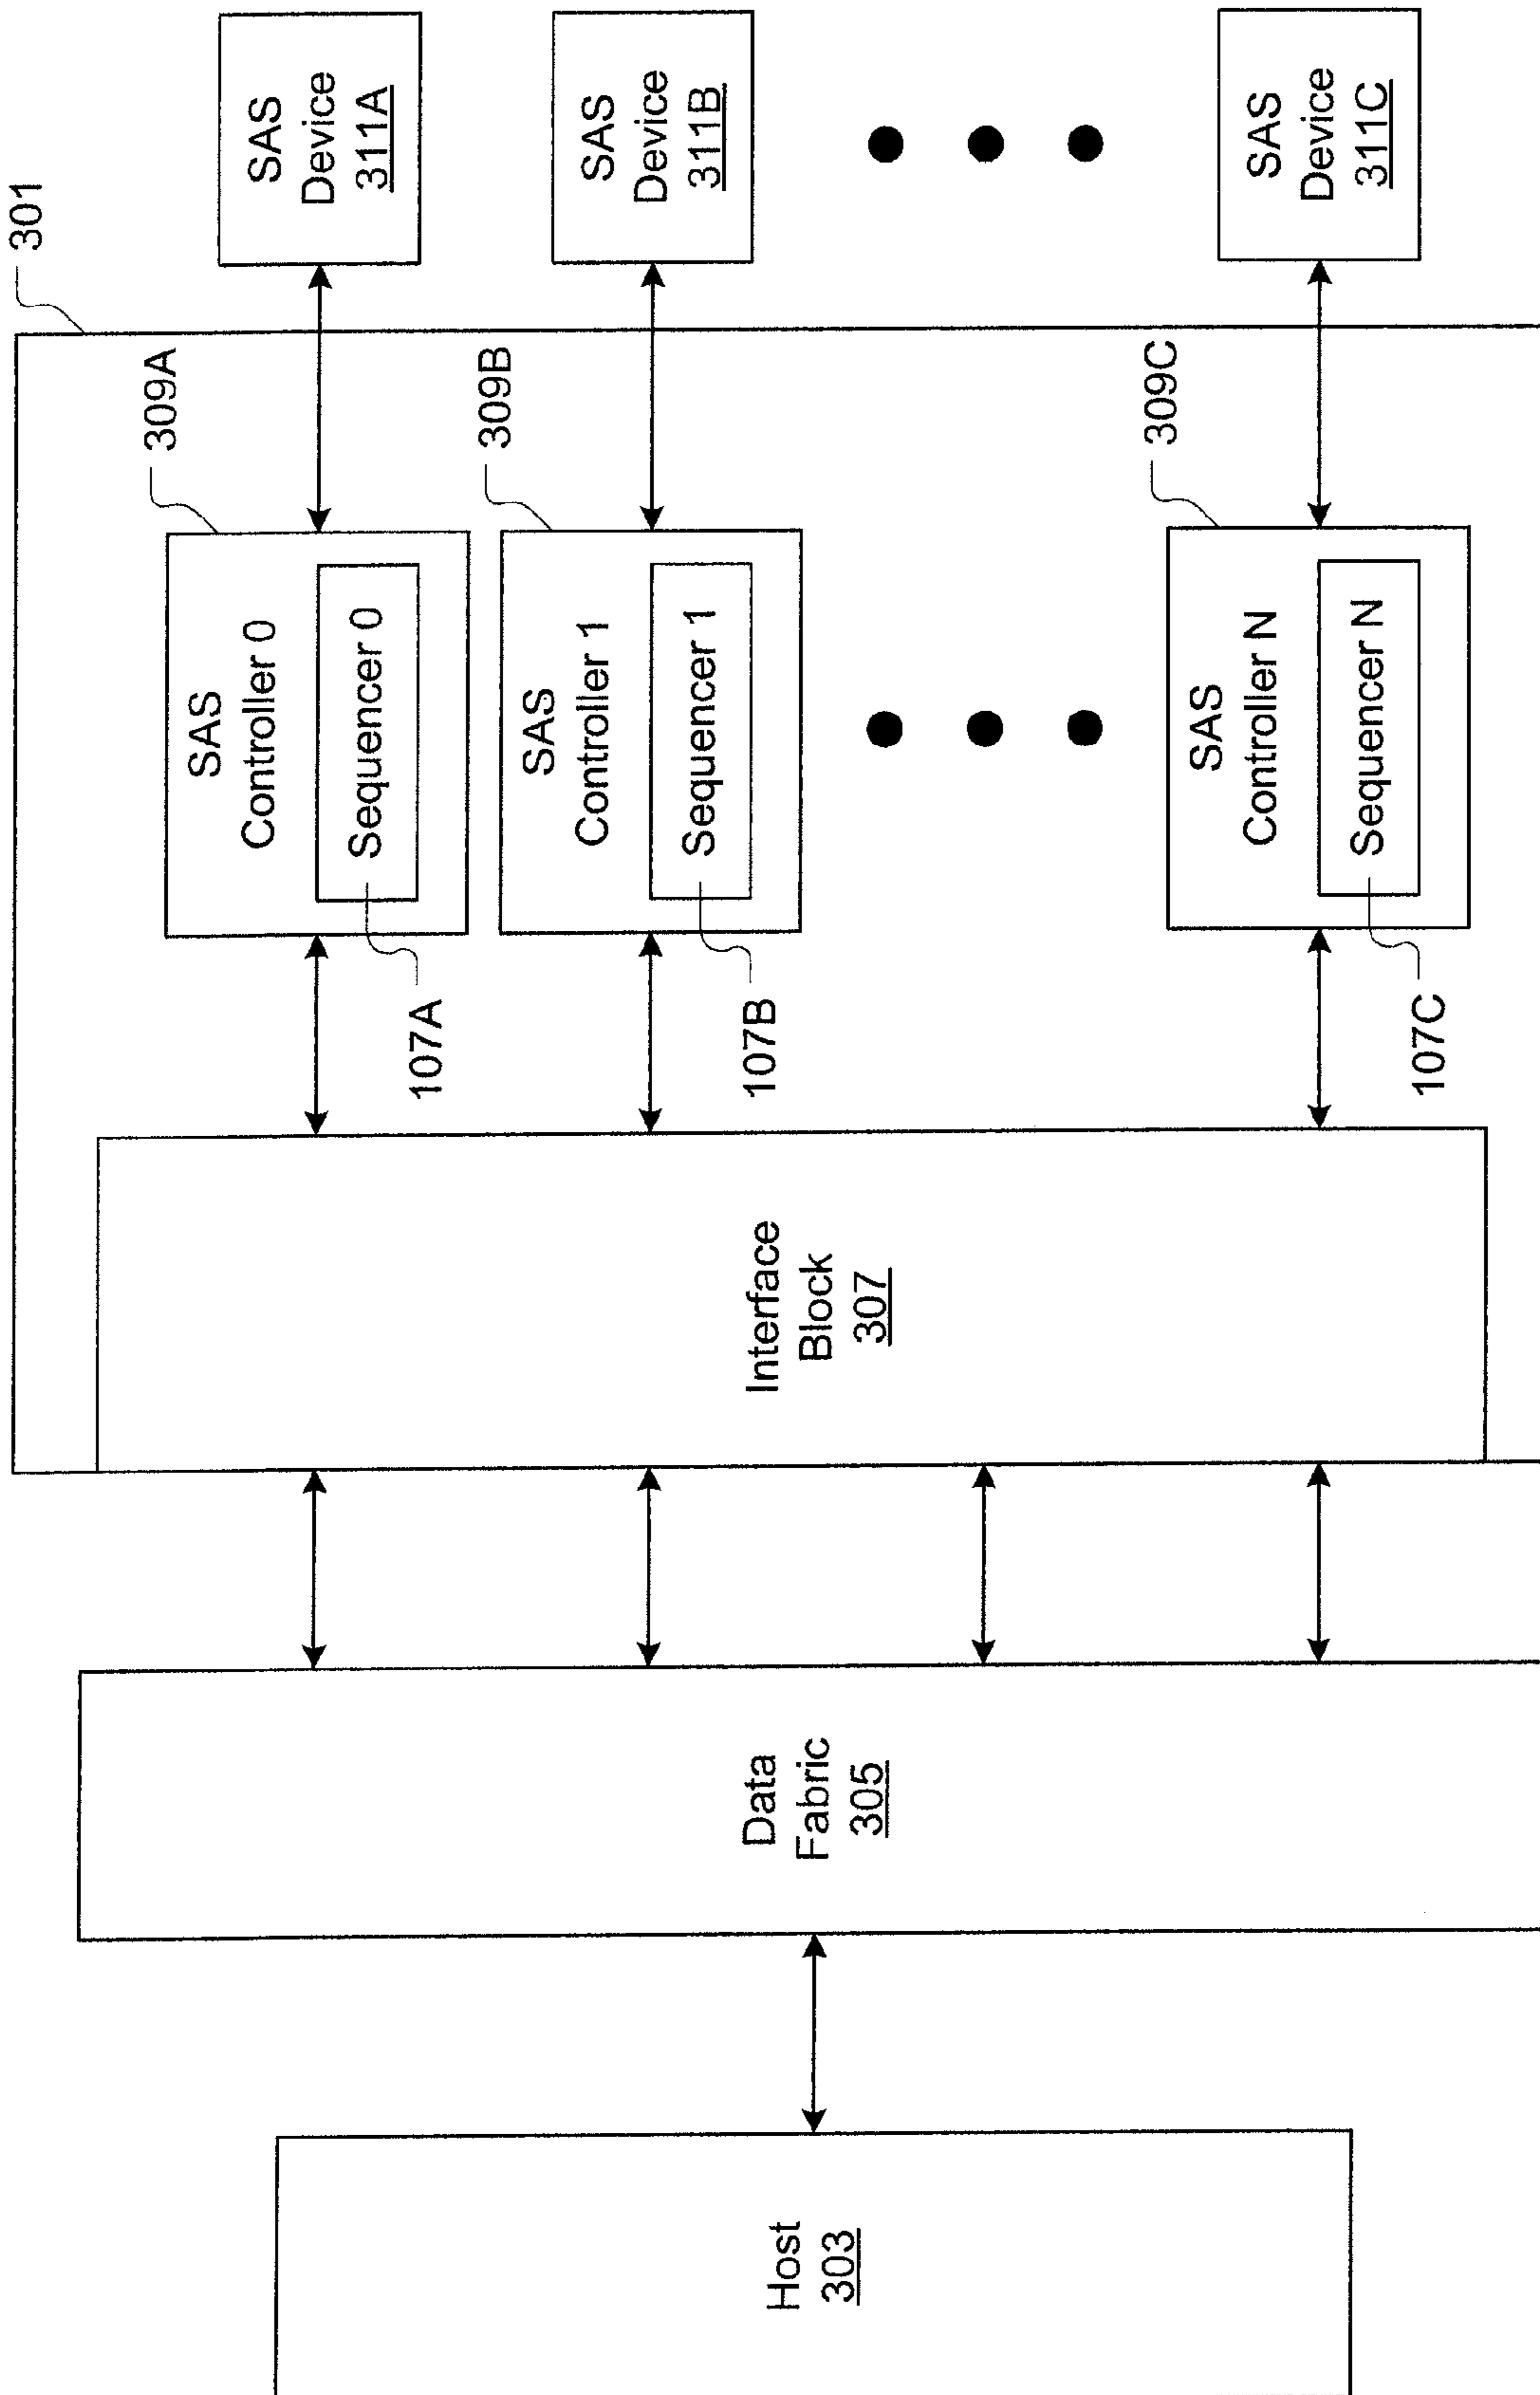 Host
303
Data
Fabric
305
Interface
Block
307
301
SAS
Controller 0
Sequencer 0
107A
309A
SAS
Device
311A
SAS
Controller 1
Sequencer 1
107B
309B
SAS
Device
311B
SAS
Controller N
Sequencer N
107C
309C
SAS
Device
311C